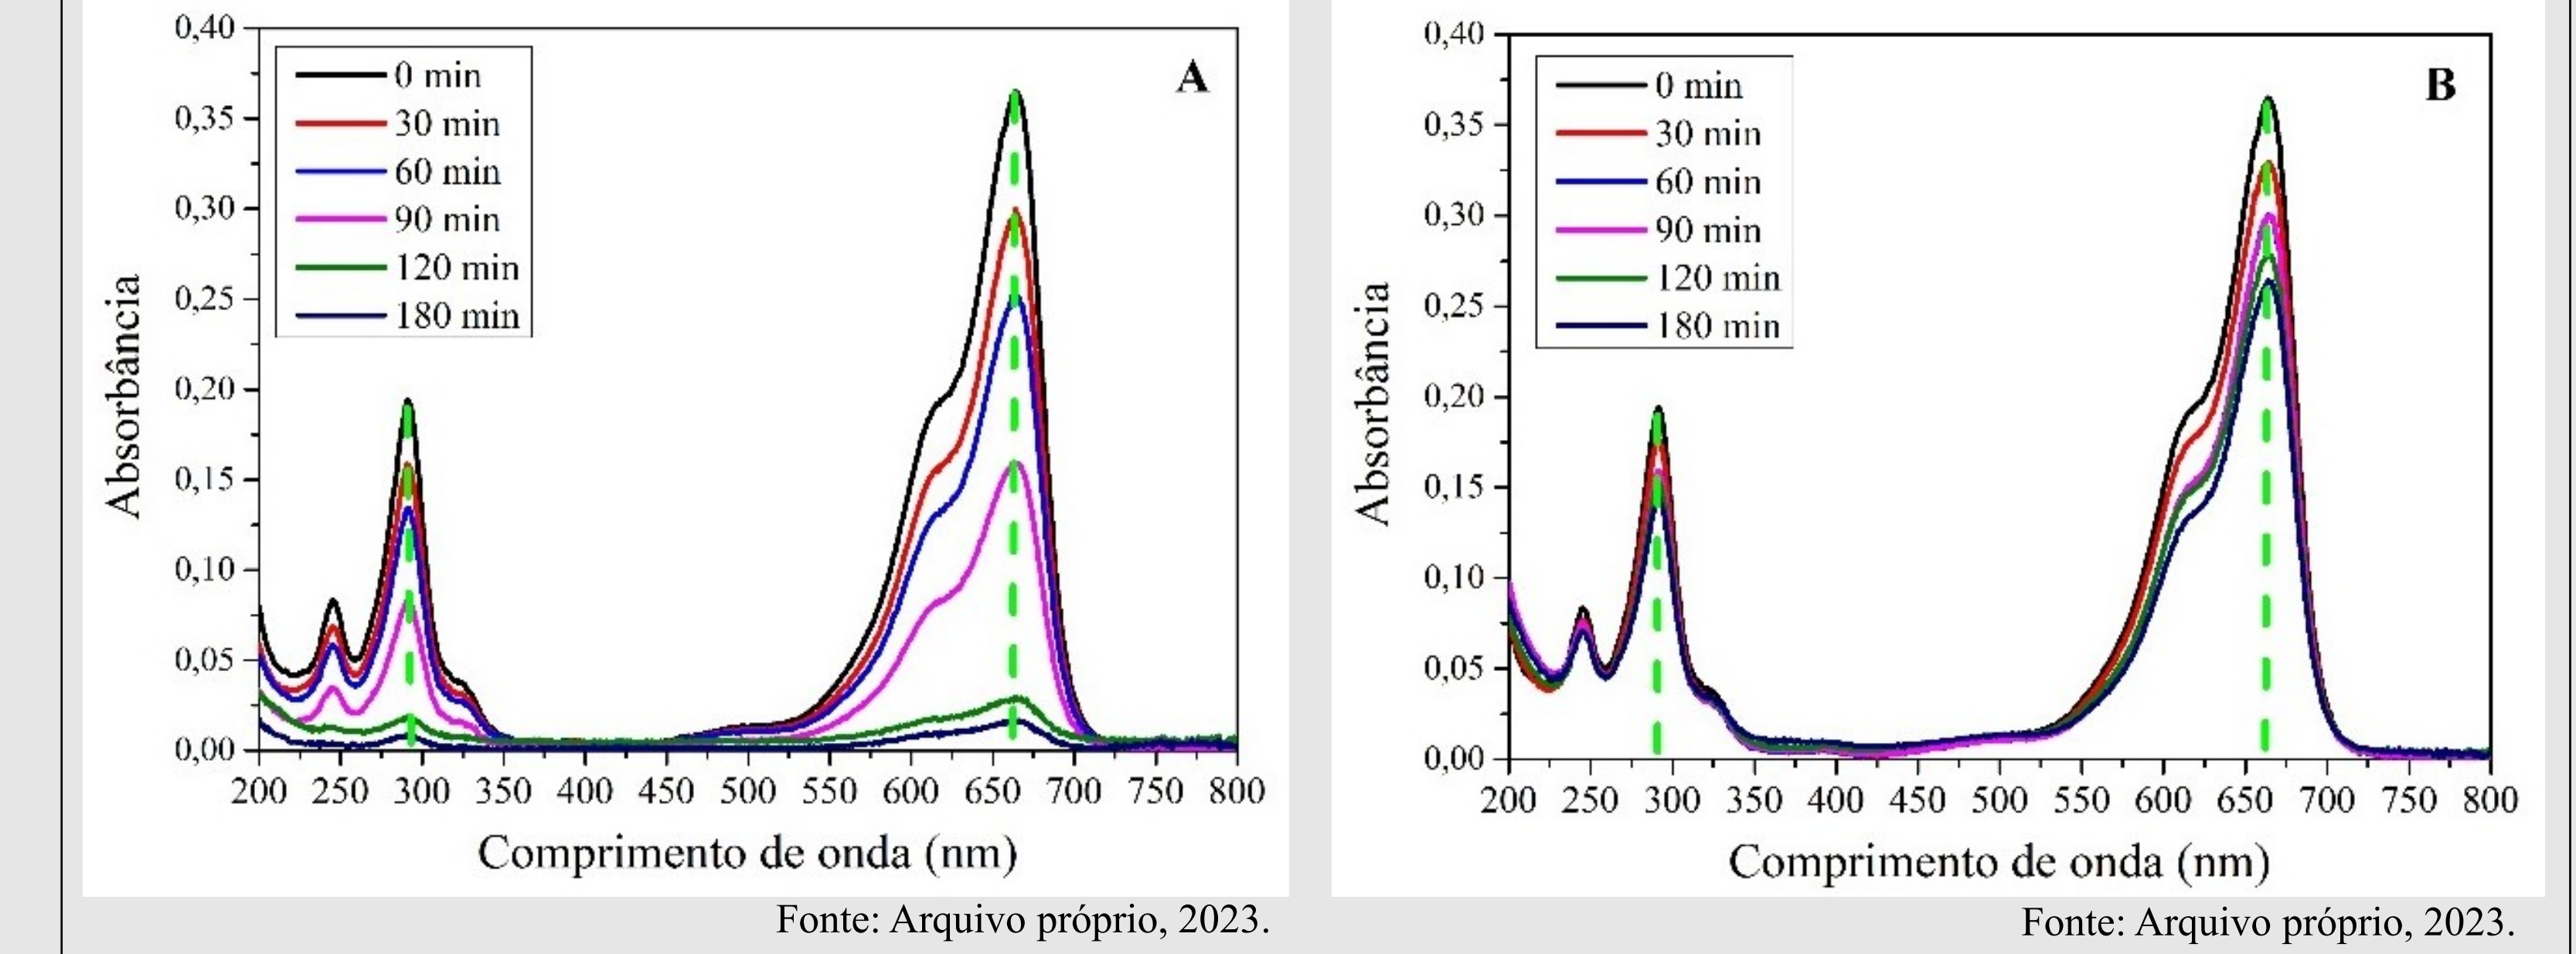 A
0 min
30 min
60 min
90 min
120 min
180 min
0,40
0,35
0,30
0,25
0,20
0,15
0,10
0,05
0,00
Absorbância
200 250 300 350 400 450 500 550 600 650 700 750 800
Comprimento de onda (nm)
Fonte: Arquivo próprio, 2023.
B
0 min
30 min
60 min
90 min
120 min
180 min
0,40
0,35
0,30
0,25
0,20
0,15
0,10
0,05
0,00
Absorbância
200 250 300 350 400 450 500 550 600 650 700 750 800
Comprimento de onda (nm)
Fonte: Arquivo próprio, 2023.